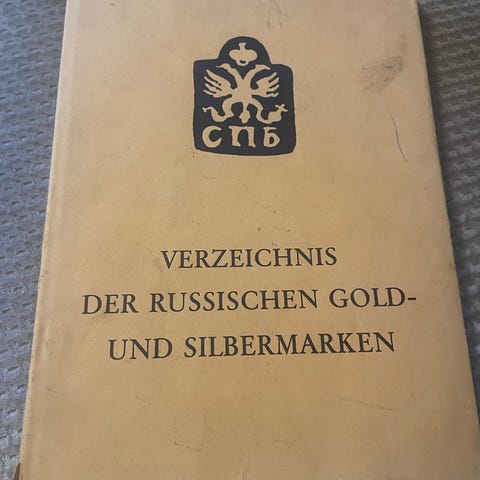 СПБ
VERZEICHNIS
DER RUSSISCHEN GOLD-
UND SILBERMARKEN